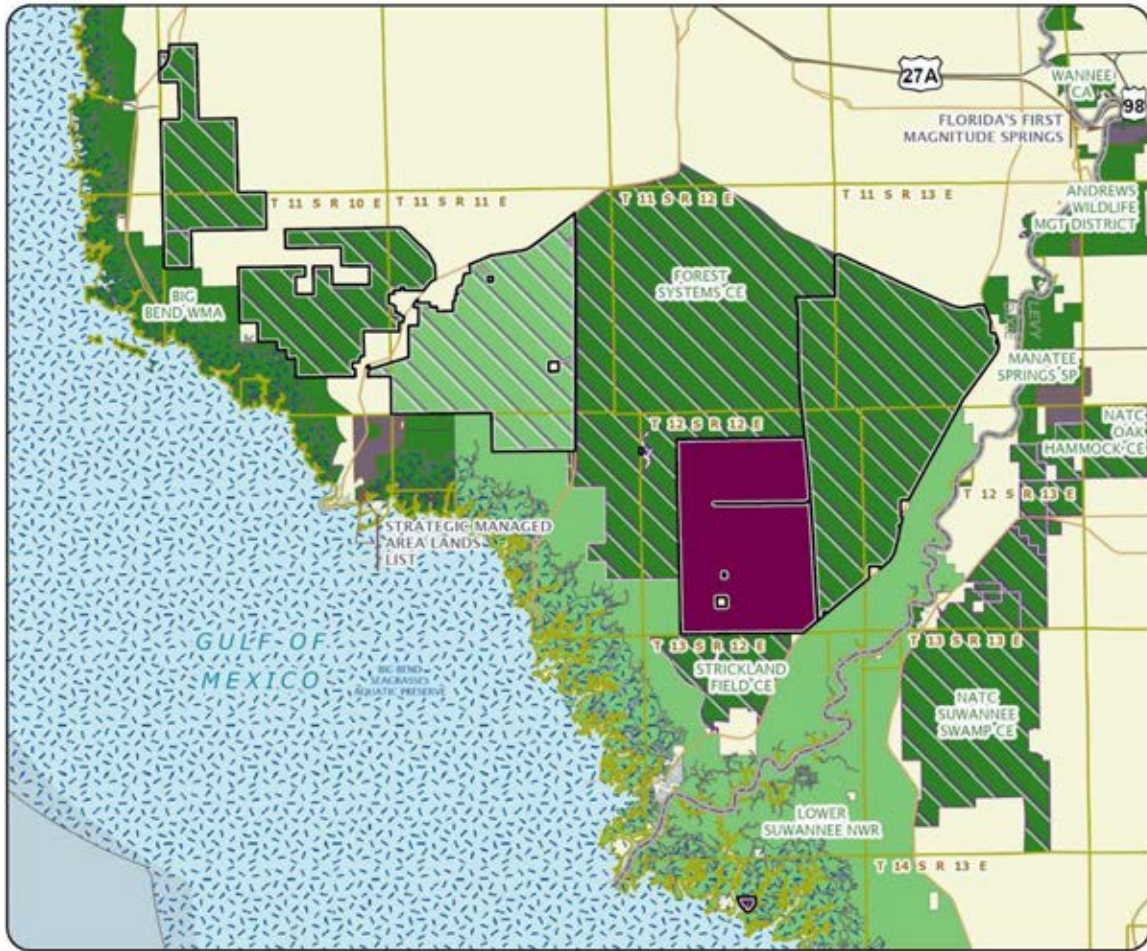 27A
WANNEE
CA
98
FLORIDA'S FIRST
MAGNITUDE SPRINGS
T 11 S R 10 E
T 11 S R 11 E
T 11 S R 12 E
T 11 S R 13 E
ANDREWS
WILDLIFE
MGT DISTRICT
FOREST
SYSTEMS CE
BIG
BEND WMA
LEVY
MANATEE
SPRINGS SP
T 12 S R 12 E
NATC
OAK
HAMMOCK CE
T 12 S R 13 E
STRATEGIC MANAGED
AREA LANDS
LIST
GULF OF
MEXICO
BIG BEND
SEAGRASSES
AQUATIC PRESERVE
T 13 S R 12 E
T 13 S R 13 E
STRICKLAND
FIELD CE
NATC
SUWANNEE
SWAMP CE
LOWER
SUWANNEE NWR
T 14 S R 13 E